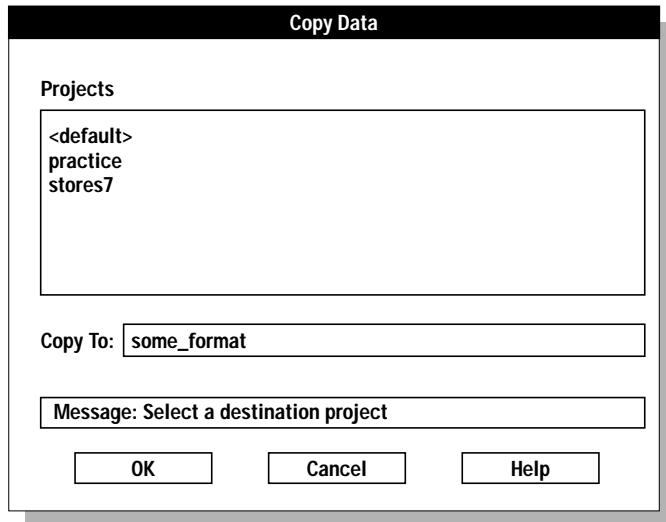 Copy Data
Projects
<default>
practice
stores7
Copy To: some_format
Message: Select a destination project
OK Cancel Help